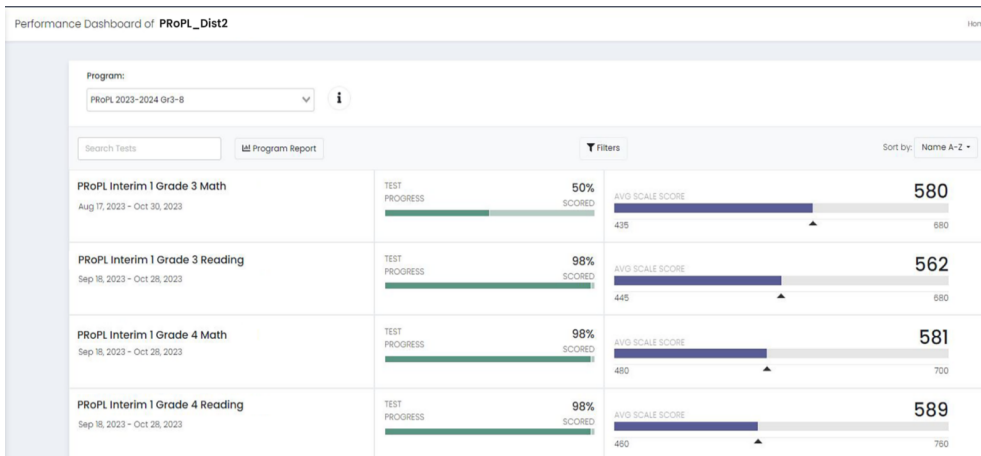 Performance Dashboard of PRoPL_Dist2
Program:
PRoPL 2023-2024 Gr3-8
i
Search Tests
Program Report
Filters
Sort by: Name A-Z
PRoPL Interim 1 Grade 3 Math
Aug 17, 2023 - Oct 30, 2023
TEST PROGRESS
50% SCORED
AVG SCALE SCORE
580
435
680
PRoPL Interim 1 Grade 3 Reading
Sep 18, 2023 - Oct 28, 2023
TEST PROGRESS
98% SCORED
AVG SCALE SCORE
562
445
680
PRoPL Interim 1 Grade 4 Math
Sep 18, 2023 - Oct 28, 2023
TEST PROGRESS
98% SCORED
AVG SCALE SCORE
581
480
700
PRoPL Interim 1 Grade 4 Reading
Sep 18, 2023 - Oct 28, 2023
TEST PROGRESS
98% SCORED
AVG SCALE SCORE
589
460
760